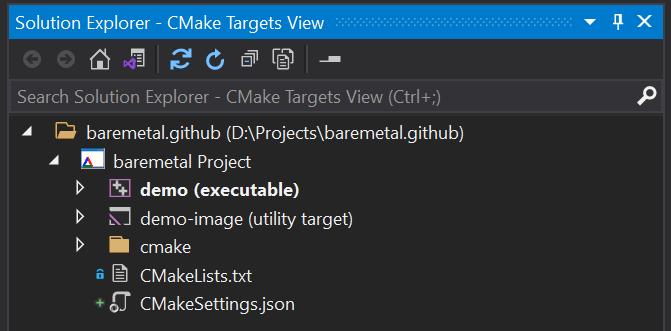 Solution Explorer - CMake Targets View
Search Solution Explorer - CMake Targets View (Ctrl+;)
baremetal.github (D:\Projects\baremetal.github)
baremetal Project
demo (executable)
demo-image (utility target)
cmake
CMakeLists.txt
CMakeSettings.json